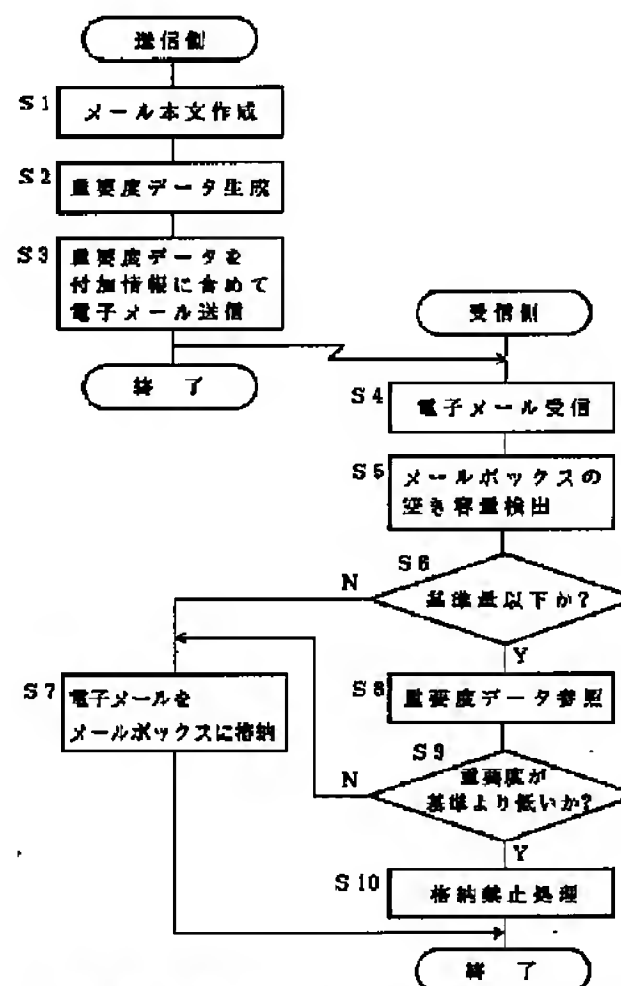 送信側
S1
メール本文作成
S2
重要度データ生成
S3
重要度データを
付加情報に含めて
電子メール送信
終了
受信側
S4
電子メール受信
S5
メールボックスの
空き容量検出
S6
基準量以下か?
N
Y
S7
電子メールを
メールボックスに格納
S8
重要度データ参照
S9
重要度が
基準より低いか?
N
Y
S10
格納禁止処理
終了